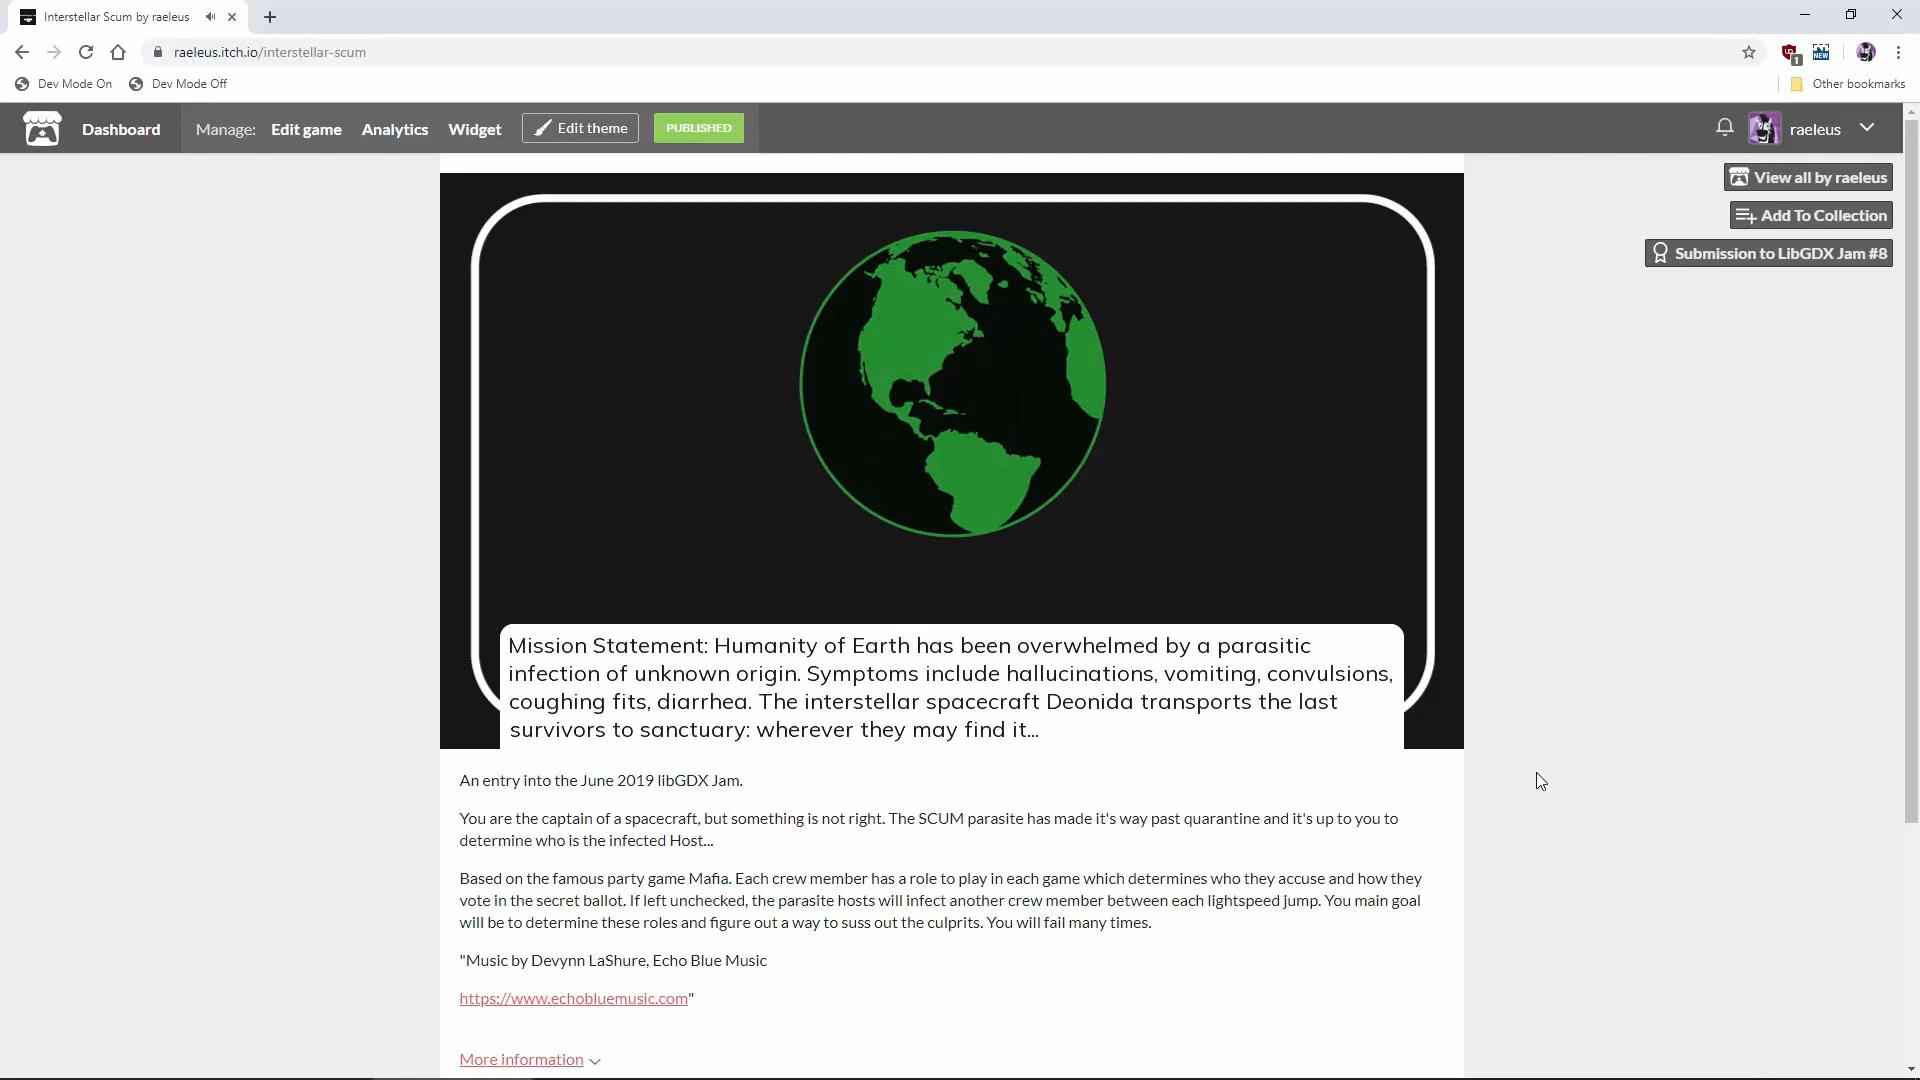 Interstellar Scum by raeleus
raeleus.itch.io/interstellar-scum
1
NEW
Dev Mode On
Dev Mode Off
Other bookmarks
Dashboard
Manage:
Edit game
Analytics
Widget
Edit theme
PUBLISHED
raeleus
View all by raeleus
Add To Collection
Submission to LibGDX Jam #8
Mission Statement: Humanity of Earth has been overwhelmed by a parasitic
infection of unknown origin. Symptoms include hallucinations, vomiting, convulsions,
coughing fits, diarrhea. The interstellar spacecraft Deonida transports the last
survivors to sanctuary: wherever they may find it...
An entry into the June 2019 libGDX Jam.
You are the captain of a spacecraft, but something is not right. The SCUM parasite has made it's way past quarantine and it's up to you to
determine who is the infected Host...
Based on the famous party game Mafia. Each crew member has a role to play in each game which determines who they accuse and how they
vote in the secret ballot. If left unchecked, the parasite hosts will infect another crew member between each lightspeed jump. You main goal
will be to determine these roles and figure out a way to suss out the culprits. You will fail many times.
"Music by Devynn LaShure, Echo Blue Music
https://www.echobluemusic.com"
More information